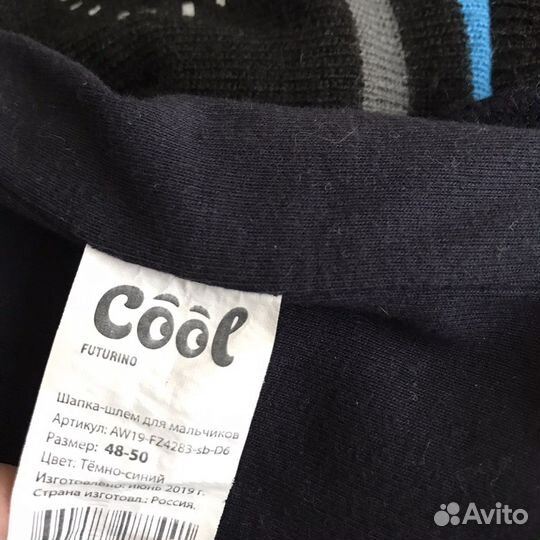 cool
FUTURINO
Шапка-шлем для мальчиков
Артикул: AW19-FZ4283-sb-D6
Размер: 48-50
Цвет: Тёмно-синий
Изготовлено: июнь 2019 г.
Страна изготовл.: Россия.
Avito